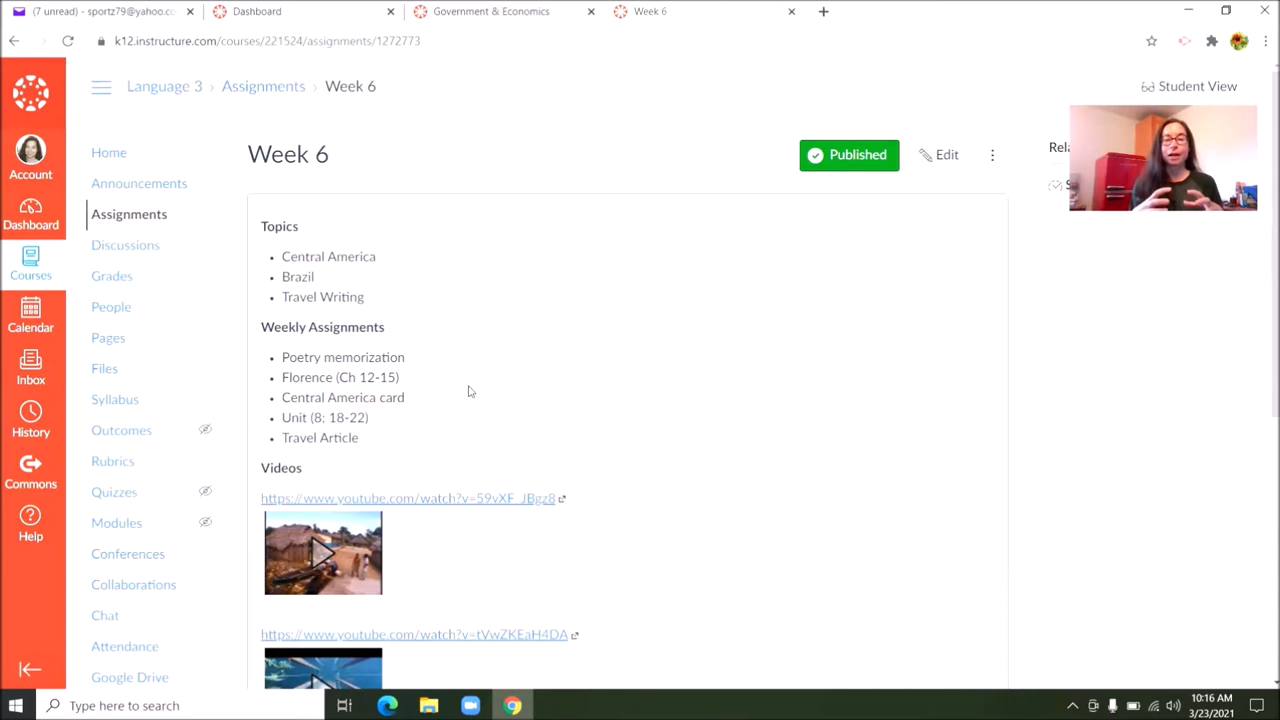 (7 unread) - sportz79@yahoo.co
Dashboard
Government & Economics
Week 6
k12.instructure.com/courses/221524/assignments/1272773
Language 3 › Assignments › Week 6
Student View
Week 6
Published
Edit
Rela
S
Account
Dashboard
Courses
Calendar
Inbox
History
Commons
Help
Home
Announcements
Assignments
Discussions
Grades
People
Pages
Files
Syllabus
Outcomes
Rubrics
Quizzes
Modules
Conferences
Collaborations
Chat
Attendance
Google Drive
Topics
• Central America
• Brazil
• Travel Writing
Weekly Assignments
• Poetry memorization
• Florence (Ch 12-15)
• Central America card
• Unit (8; 18-22)
• Travel Article
Videos
https://www.youtube.com/watch?v=59vXF_JBgz8
https://www.youtube.com/watch?v=tVwZKEaH4DA
Type here to search
10:16 AM
3/23/2021